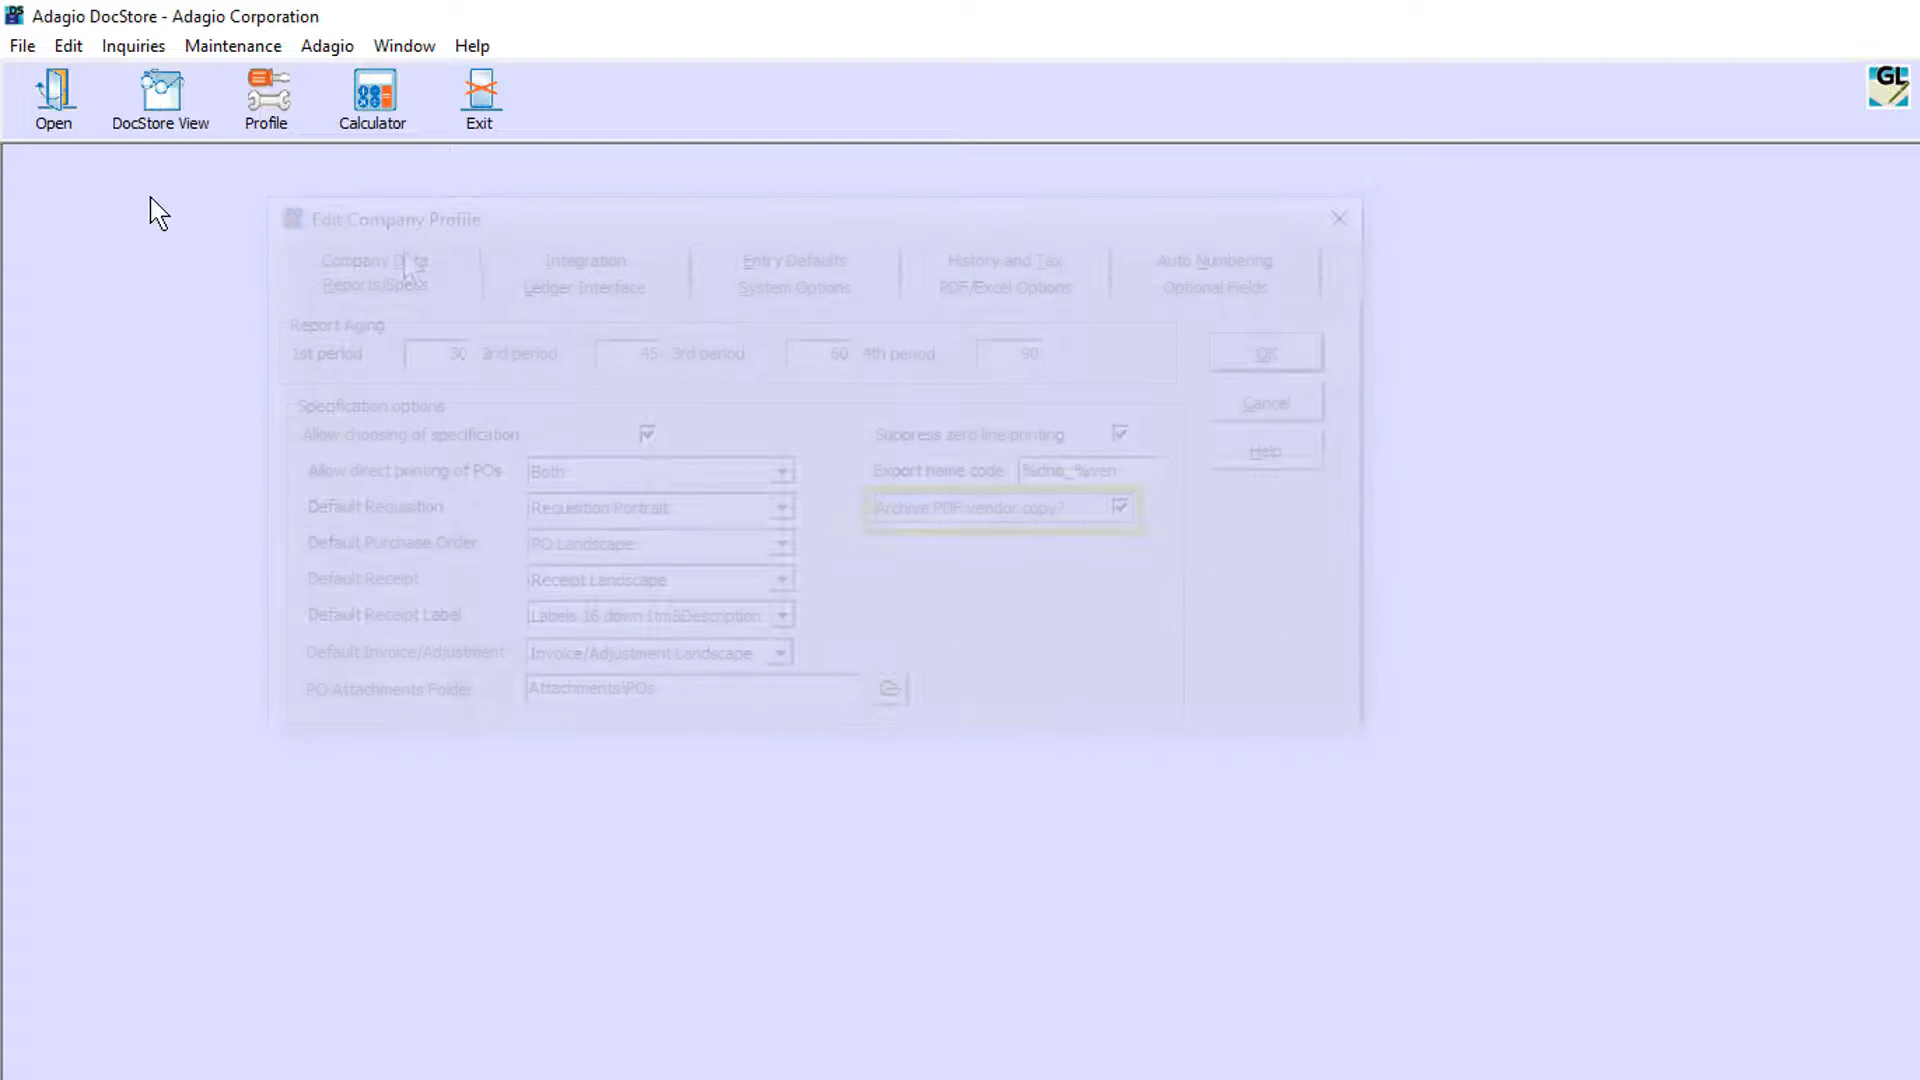 Adagio DocStore - Adagio Corporation
File Edit Inquiries Maintenance Adagio Window Help
Open DocStore View Profile Calculator Exit
GL
Edit Company Profile
Company Data Integration Entry Defaults History and Tax Auto Numbering
Reports/Specs Ledger Interface System Options PDF/Excel Options Optional Fields
Report Aging
1st period 30 2nd period 45 3rd period 60 4th period 90
OK
Cancel
Help
Specification options
Allow choosing of specification Suppress zero line printing
Allow direct printing of POs Both Export name code %dno_%ven
Default Requisition Requisition Portrait Archive PDF vendor copy?
Default Purchase Order PO Landscape
Default Receipt Receipt Landscape
Default Receipt Label Labels 16 down Itm&Description
Default Invoice/Adjustment Invoice/Adjustment Landscape
PO Attachments Folder Attachments\POs